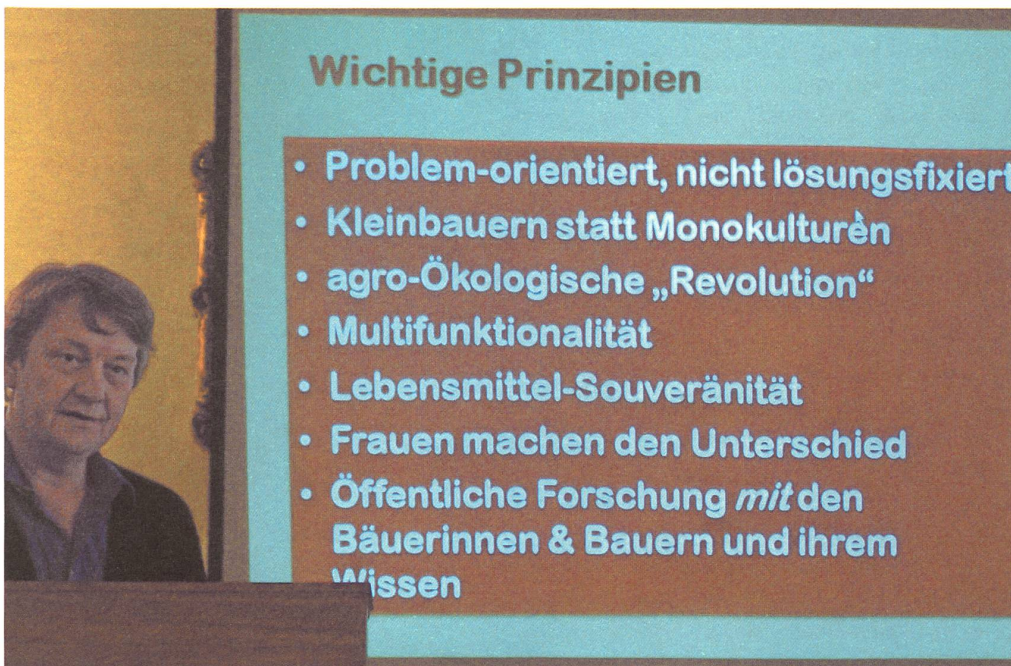 Wichtige Prinzipien
• Problem-orientiert, nicht lösungsfixiert
• Kleinbauern statt Monokulturen
• agro-Ökologische „Revolution“
• Multifunktionalität
• Lebensmittel-Souveränität
• Frauen machen den Unterschied
• Öffentliche Forschung mit den
Bäuerinnen & Bauern und ihrem
Wissen